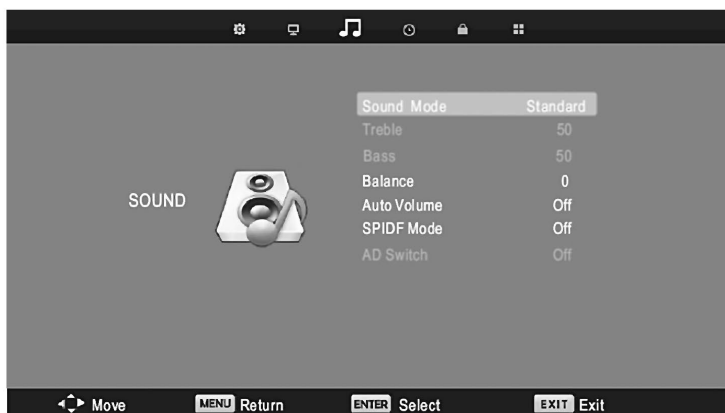 Sound Mode Standard
Treble 50
Bass 50
Balance 0
SOUND
Auto Volume Off
SPIDF Mode Off
AD Switch Off
Move MENU Return ENTER Select EXIT Exit